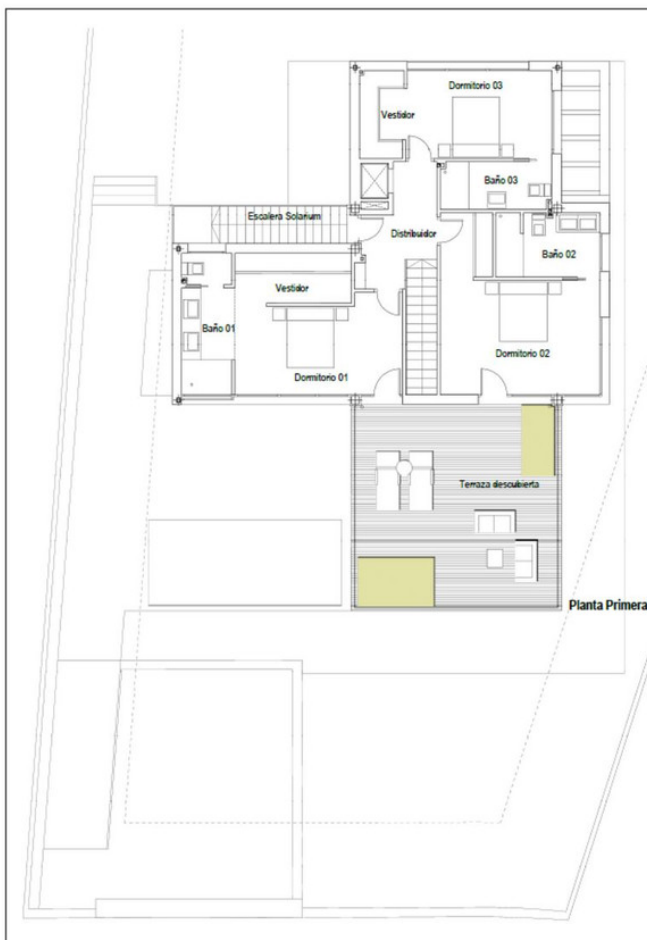 Dormitorio 03
Vestidor
Baño 03
Escalera Solarium
Distribuidor
Baño 02
Vestidor
Baño 01
Dormitorio 02
Dormitorio 01
Terraza descubierta
Planta Primera